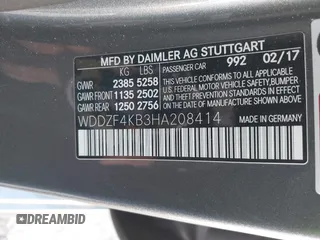 MFD BY DAIMLER AG STUTTGART
KG LBS PASSENGER CAR 992 02/17
GVWR 2385 5258
GAWR FRONT 1135 2502
GAWR REAR 1250 2756
THIS VEHICLE CONFORMS TO ALL APPLICABLE
U.S. FEDERAL MOTOR VEHICLE SAFETY, BUMPER,
AND THEFT PREVENTION STANDARDS IN EFFECT
ON THE DATE OF MANUFACTURE SHOWN ABOVE.
WDDZF4KB3HA208414 MADE IN GERMANY
DREAMBID